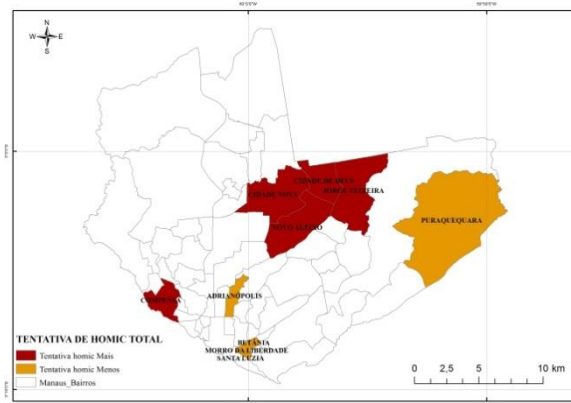 N
W E
S
CIDADE DE DEUS
CIDADE NOVA
JORGE TEIXEIRA
PURAQUEQUARA
NOVO ALEIXO
COMPENSA
ADRIANÓPOLIS
BETÂNIA
MORRO DA LIBERDADE
SANTA LUZIA
TENTATIVA DE HOMIC TOTAL
Tentativa homic Mais
Tentativa homic Menos
Manaus_Bairros
0 2,5 5 10 km